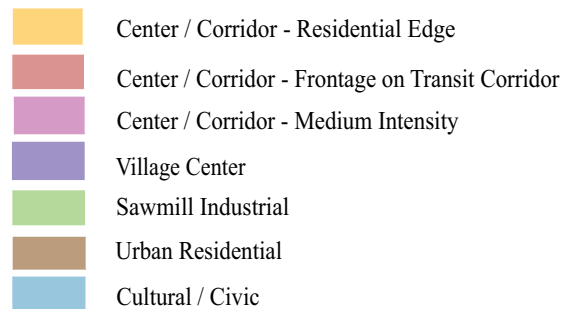 Center / Corridor - Residential Edge
Center / Corridor - Frontage on Transit Corridor
Center / Corridor - Medium Intensity
Village Center
Sawmill Industrial
Urban Residential
Cultural / Civic